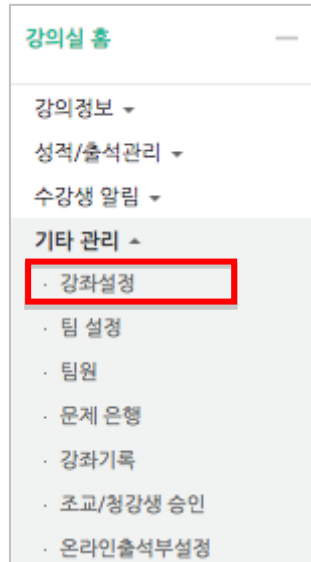 강의실 홈
강의정보
성적/출석관리
수강생 알림
기타 관리
· 강좌설정
· 팀 설정
· 팀원
· 문제 은행
· 강좌기록
· 조교/청강생 승인
· 온라인출석부설정